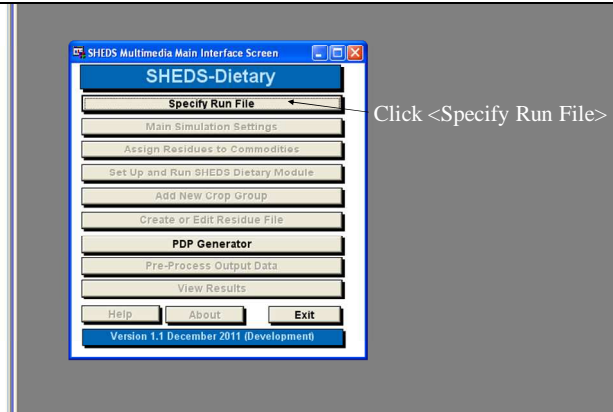 SHEDS Multimedia Main Interface Screen
SHEDS-Dietary
Specify Run File
Click <Specify Run File>
Main Simulation Settings
Assign Residues to Commodities
Set Up and Run SHEDS Dietary Module
Add New Crop Group
Create or Edit Residue File
PDP Generator
Pre-Process Output Data
View Results
Help About Exit
Version 1.1 December 2011 (Development)